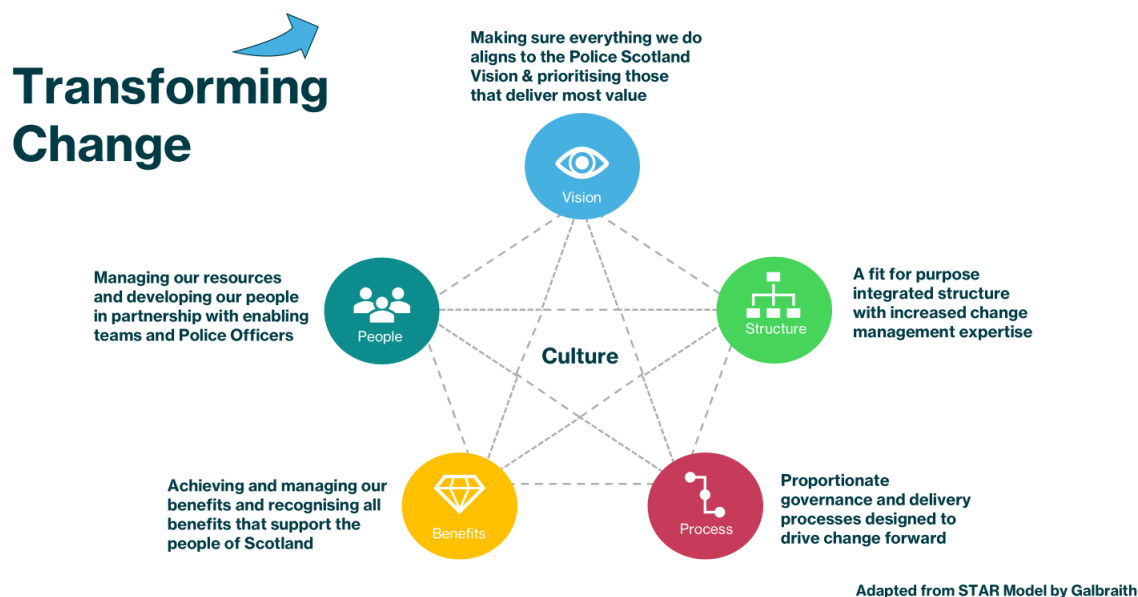 Transforming
Change
Making sure everything we do
aligns to the Police Scotland
Vision & prioritising those
that deliver most value
Vision
Managing our resources
and developing our people
in partnership with enabling
teams and Police Officers
People
A fit for purpose
integrated structure
with increased change
management expertise
Structure
Culture
Achieving and managing our
benefits and recognising all
benefits that support the
people of Scotland
Benefits
Proportionate
governance and delivery
processes designed to
drive change forward
Process
Adapted from STAR Model by Galbraith